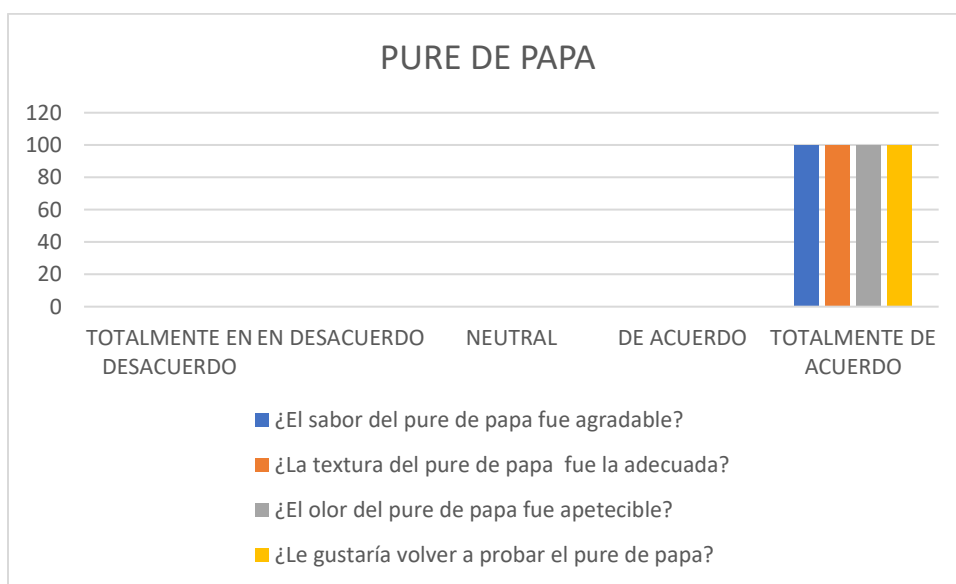 PURE DE PAPA
120
100
80
60
40
20
0
TOTALMENTE EN
DESACUERDO
EN DESACUERDO
NEUTRAL
DE ACUERDO
TOTALMENTE DE
ACUERDO
¿El sabor del pure de papa fue agradable?
¿La textura del pure de papa  fue la adecuada?
¿El olor del pure de papa fue apetecible?
¿Le gustaría volver a probar el pure de papa?